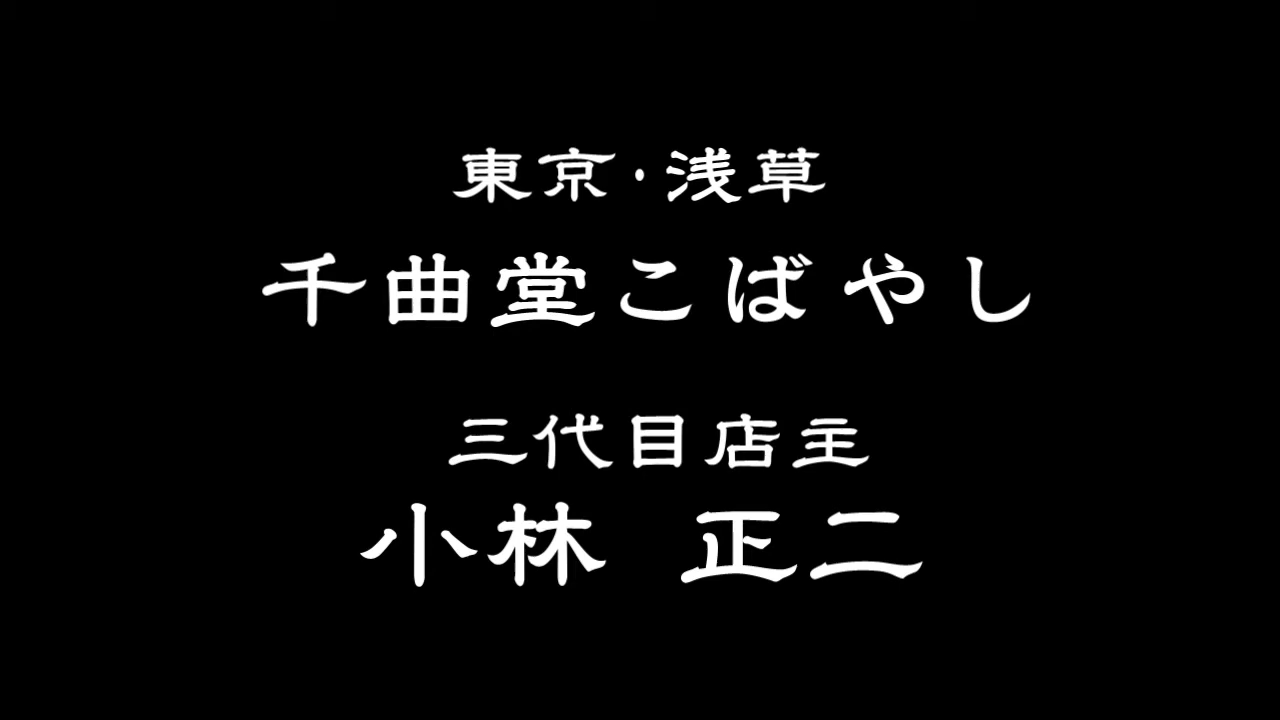 東京・浅草
千曲堂こばやし
三代目店主
小林 正二